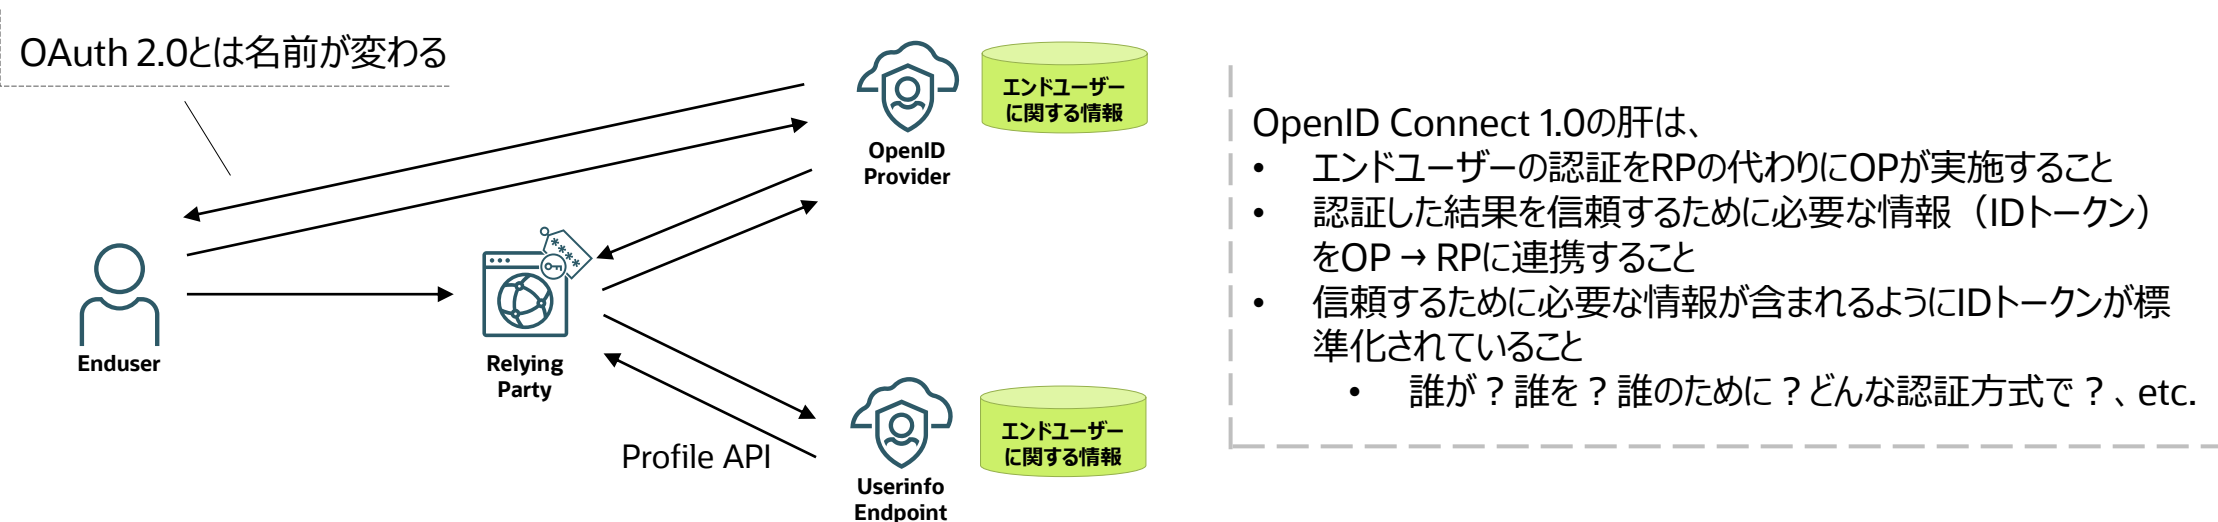 OAuth 2.0とは名前が変わる
エンドユーザー
に関する情報
OpenID
Provider
Enduser
****
Relying
Party
Profile API
エンドユーザー
に関する情報
Userinfo
Endpoint
OpenID Connect 1.0の肝は、
• エンドユーザーの認証をRPの代わりにOPが実施すること
• 認証した結果を信頼するために必要な情報（IDトークン）
をOP → RPに連携すること
• 信頼するために必要な情報が含まれるようにIDトークンが標
準化されていること
• 誰が？誰を？誰のために？どんな認証方式で？、etc.